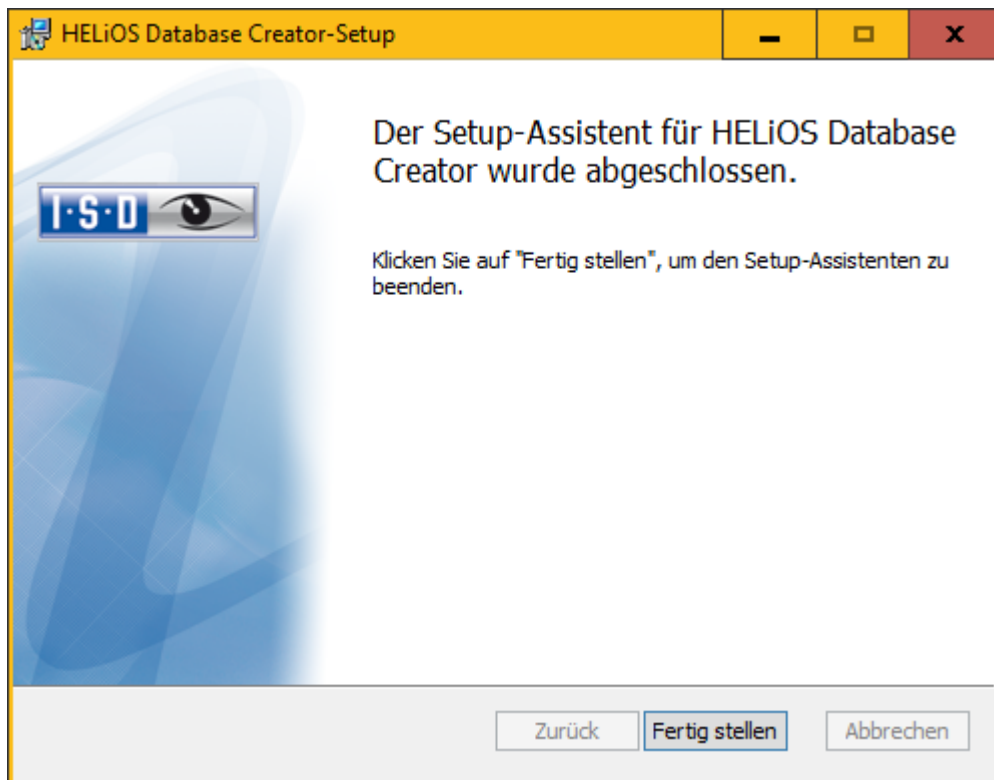 HELiOS Database Creator-Setup
Der Setup-Assistent für HELiOS Database
Creator wurde abgeschlossen.
I·S·D
Klicken Sie auf "Fertig stellen", um den Setup-Assistenten zu
beenden.
Zurück
Fertig stellen
Abbrechen